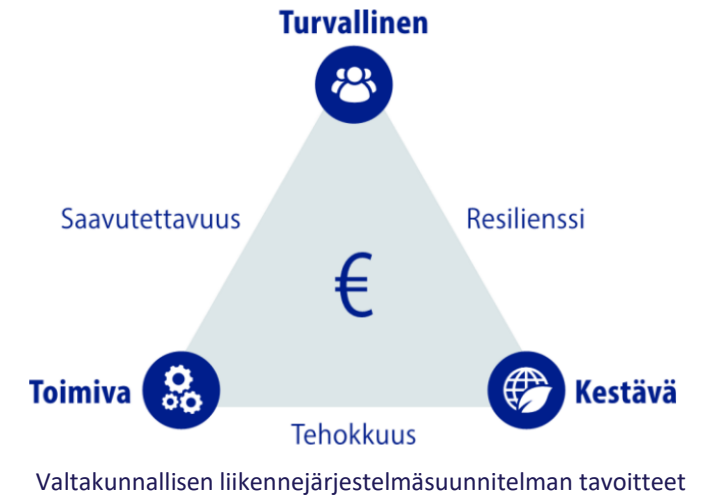 Turvallinen
Saavutettavuus
Resilienssi
€
Toimiva
Kestävä
Tehokkuus
Valtakunnallisen liikennejärjestelmäsuunnitelman tavoitteet